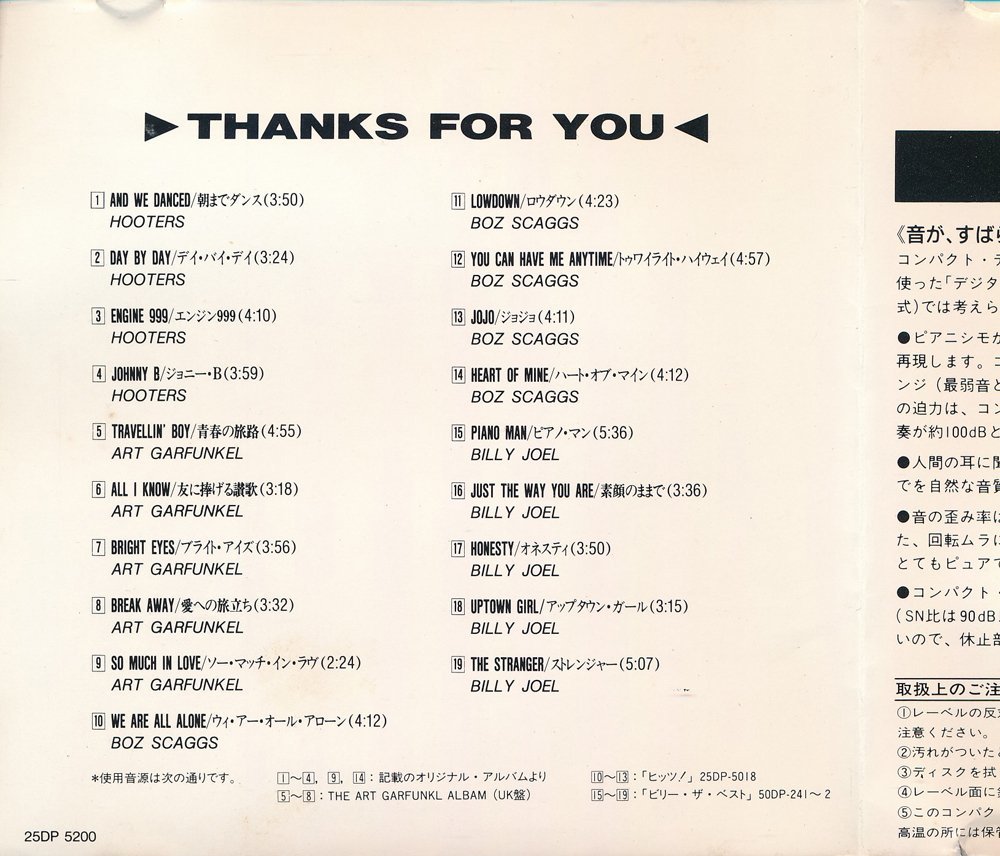 ▶THANKS FOR YOU◀
1 AND WE DANCED/朝までダンス(3:50)
HOOTERS
2 DAY BY DAY/デイ・バイ・デイ(3:24)
HOOTERS
3 ENGINE 999/エンジン999(4:10)
HOOTERS
4 JOHNNY B/ジョニー・B(3:59)
HOOTERS
5 TRAVELLIN' BOY/青春の旅路(4:55)
ART GARFUNKEL
6 ALL I KNOW/友に捧げる讃歌(3:18)
ART GARFUNKEL
7 BRIGHT EYES/ブライト・アイズ(3:56)
ART GARFUNKEL
8 BREAK AWAY/愛への旅立ち(3:32)
ART GARFUNKEL
9 SO MUCH IN LOVE/ソー・マッチ・イン・ラヴ(2:24)
ART GARFUNKEL
10 WE ARE ALL ALONE/ウィ・アー・オール・アローン(4:12)
BOZ SCAGGS
11 LOWDOWN/ロウダウン(4:23)
BOZ SCAGGS
12 YOU CAN HAVE ME ANYTIME/トゥワイライト・ハイウェイ(4:57)
BOZ SCAGGS
13 JOJO/ジョジョ(4:11)
BOZ SCAGGS
14 HEART OF MINE/ハート・オブ・マイン(4:12)
BOZ SCAGGS
15 PIANO MAN/ピアノ・マン(5:36)
BILLY JOEL
16 JUST THE WAY YOU ARE/素顔のままで(3:36)
BILLY JOEL
17 HONESTY/オネスティ(3:50)
BILLY JOEL
18 UPTOWN GIRL/アップタウン・ガール(3:15)
BILLY JOEL
19 THE STRANGER/ストレンジャー(5:07)
BILLY JOEL
*使用音源は次の通りです。
1〜4, 9, 14：記載のオリジナル・アルバムより
5〜8：THE ART GARFUNKL ALBAM（UK盤）
10〜13：「ヒッツ!」25DP-5018
15〜19：「ビリー・ザ・ベスト」50DP-241〜2
25DP 5200
《音が、すば
コンパクト・デ
使った「デジタ
式)では考えら
●ピアニシモか
再現します。コ
ンジ（最弱音と
の迫力は、コン
奏が約100dBと
●人間の耳に聞
でを自然な音質
●音の歪み率は
た、回転ムラに
とてもピュアで
●コンパクト・
（SN比は90dB
いので、休止部
取扱上のご注
①レーベルの反対
注意ください。
②汚れがついた
③ディスクを拭
④レーベル面に
⑤このコンパク
高温の所には保管